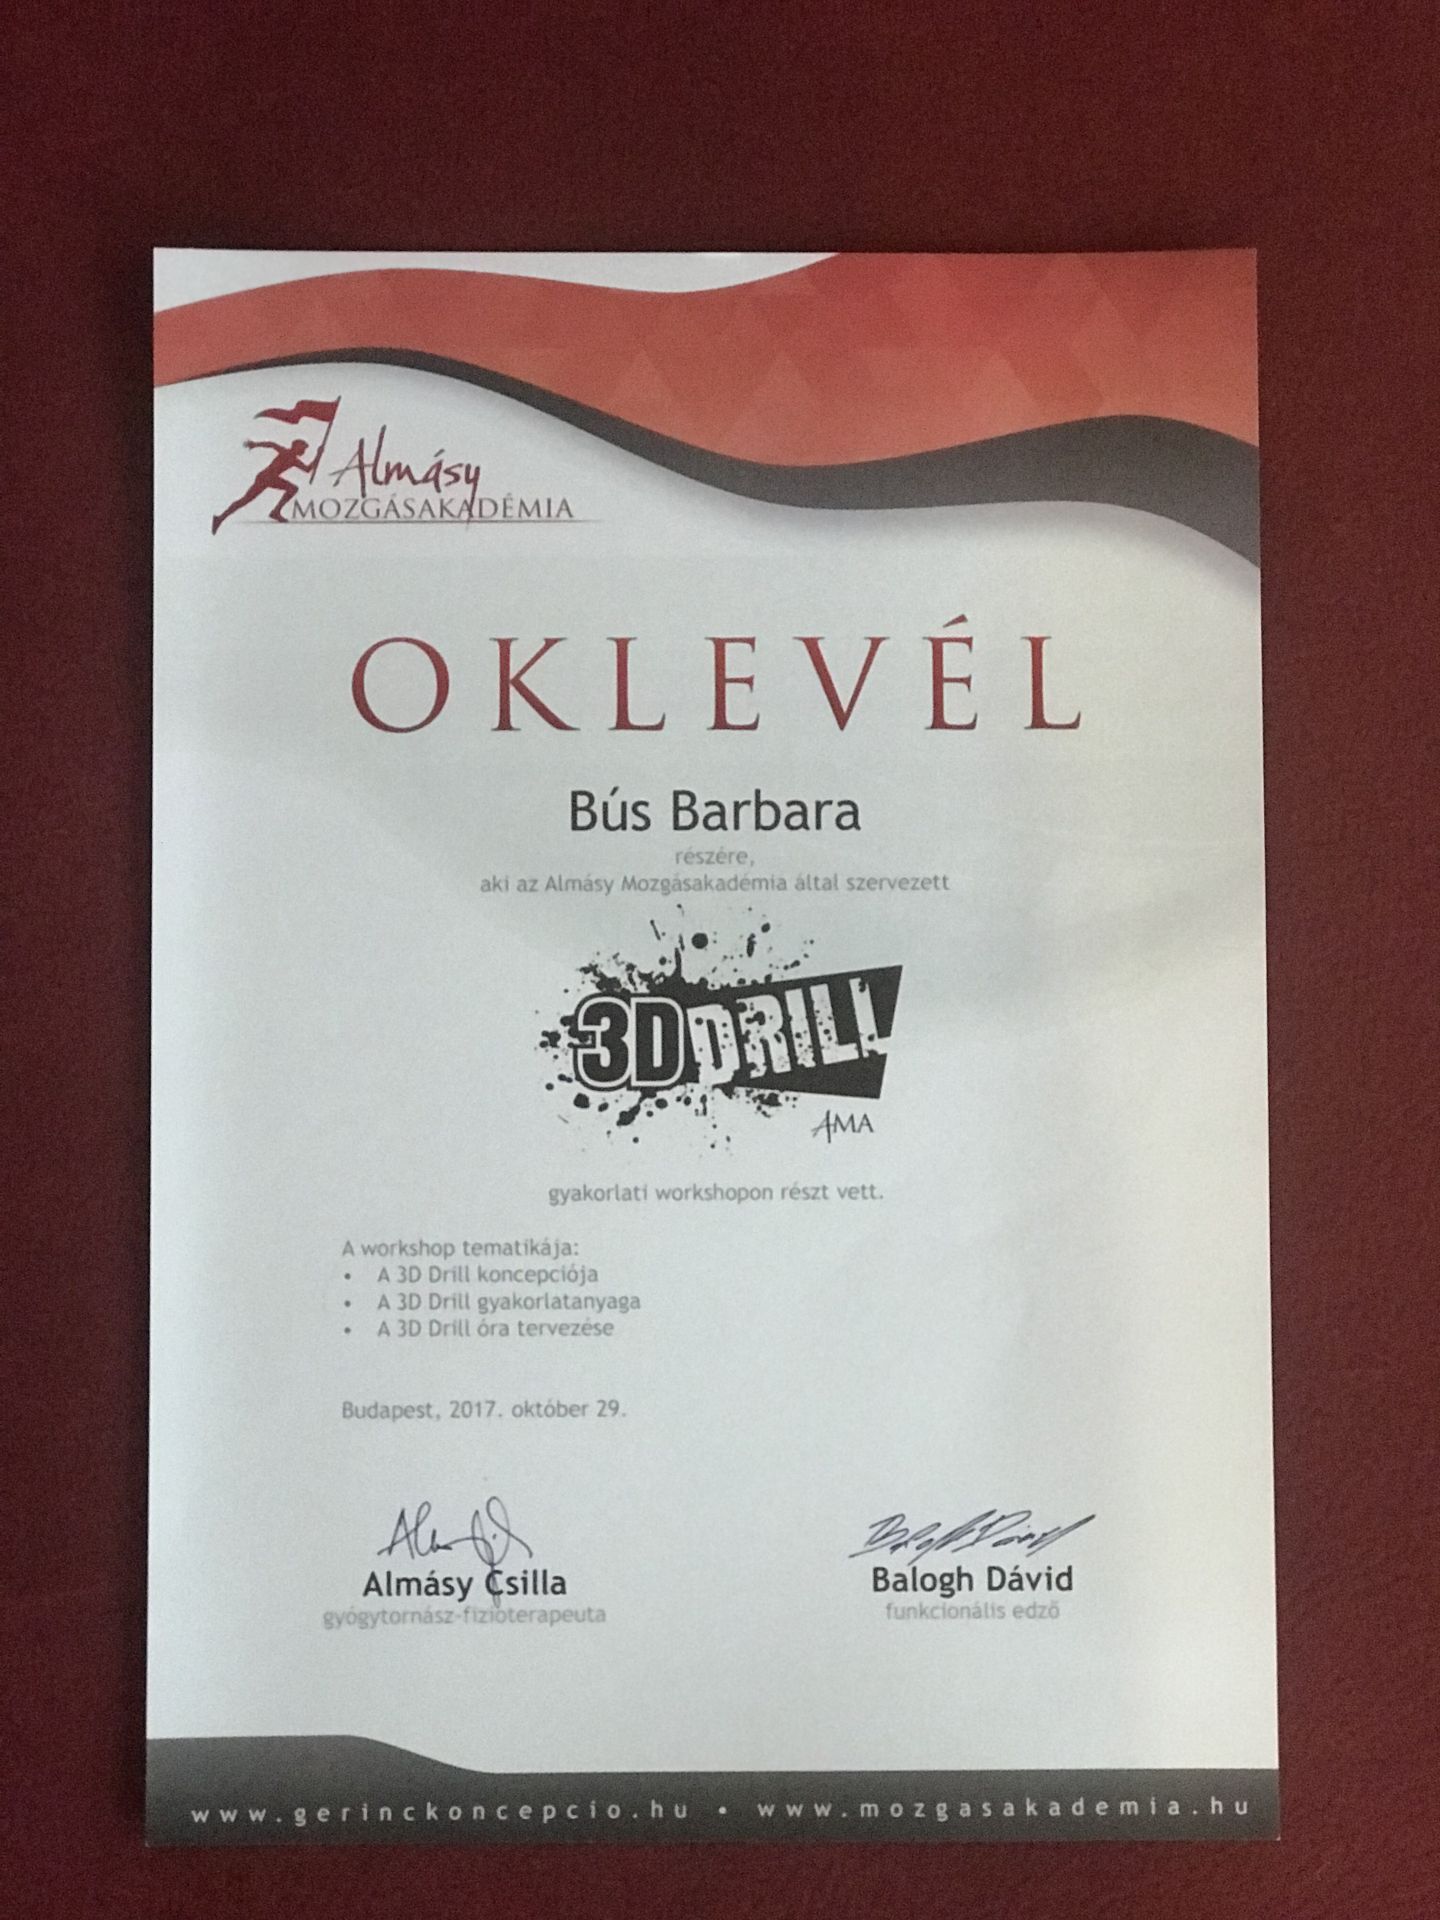 Almásy
MOZGÁSAKADÉMIA
OKLEVÉL
Bús Barbara
részére,
aki az Almásy Mozgásakadémia által szervezett
3D DRILL
AMA
gyakorlati workshopon részt vett.
A workshop tematikája:
• A 3D Drill koncepciója
• A 3D Drill gyakorlatanyaga
• A 3D Drill óra tervezése
Budapest, 2017. október 29.
Almásy Csilla
gyógytornász-fizioterapeuta
Balogh Dávid
Balogh Dávid
funkcionális edző
www.gerinckoncepcio.hu • www.mozgasakademia.hu